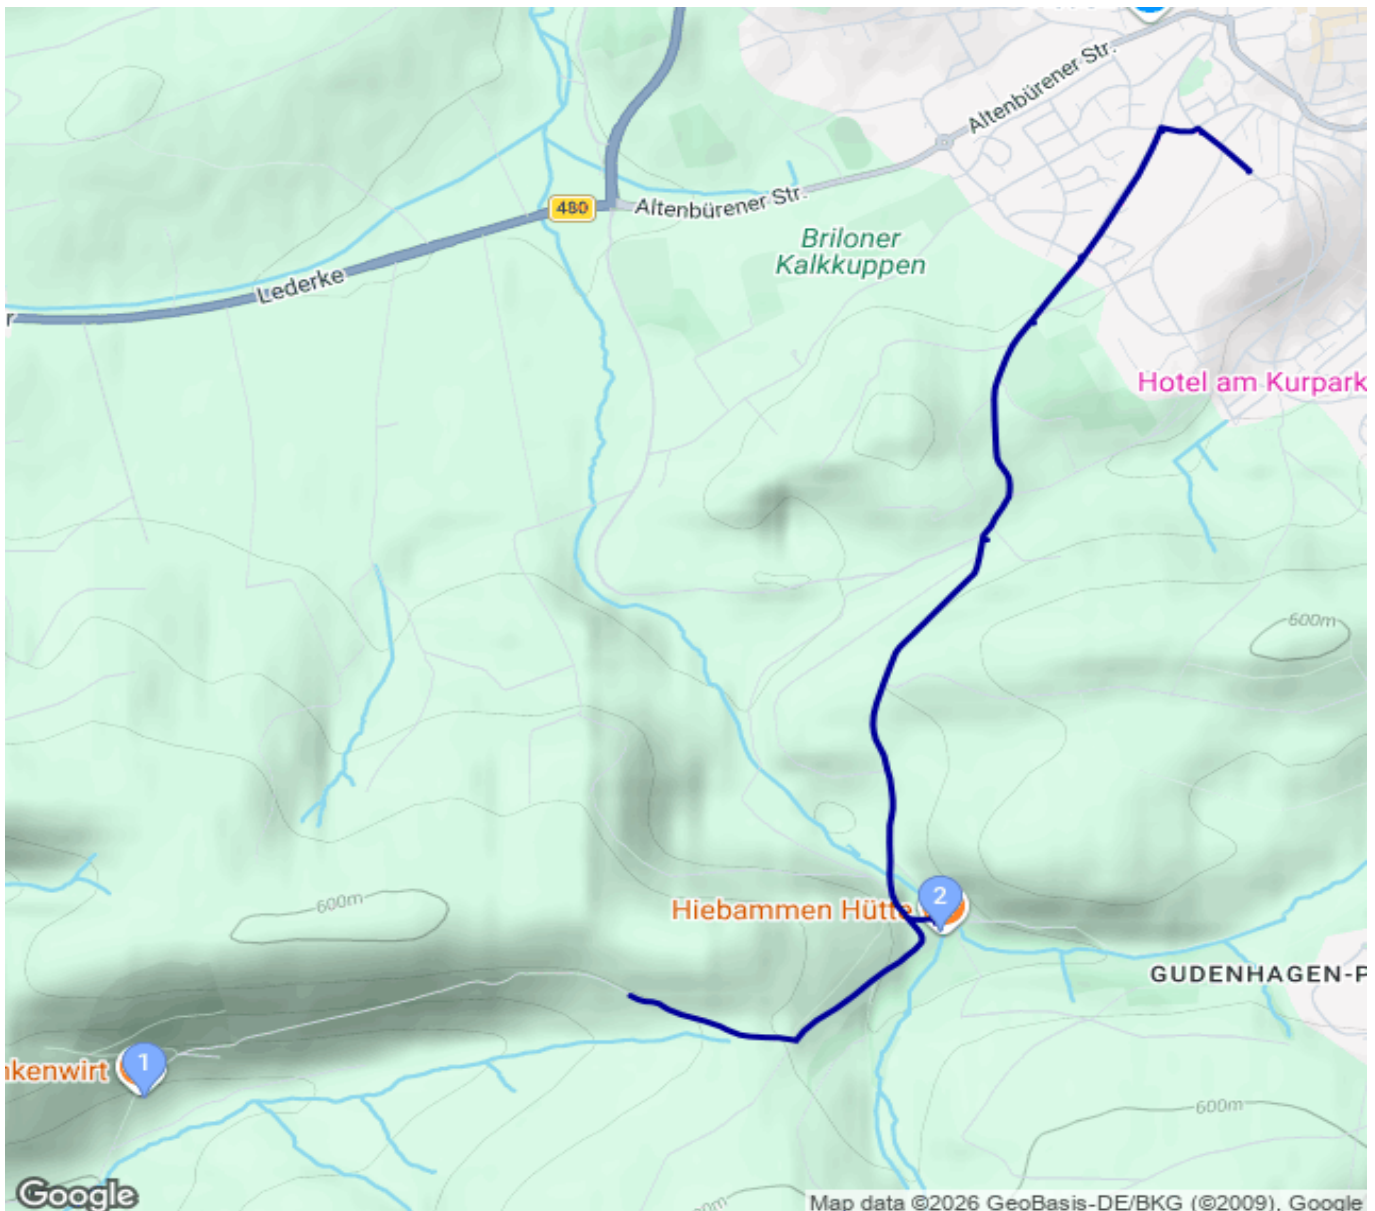 Altenbürener Str.
480
Altenbürener Str.
Briloner
Kalkkuppen
Lederke
r
Hotel am Kurpark
600m
600m
Hiebammen Hütte
2
GUDENHAGEN-P
nkenwirt
1
600m
Google
Map data ©2026 GeoBasis-DE/BKG (©2009), Google